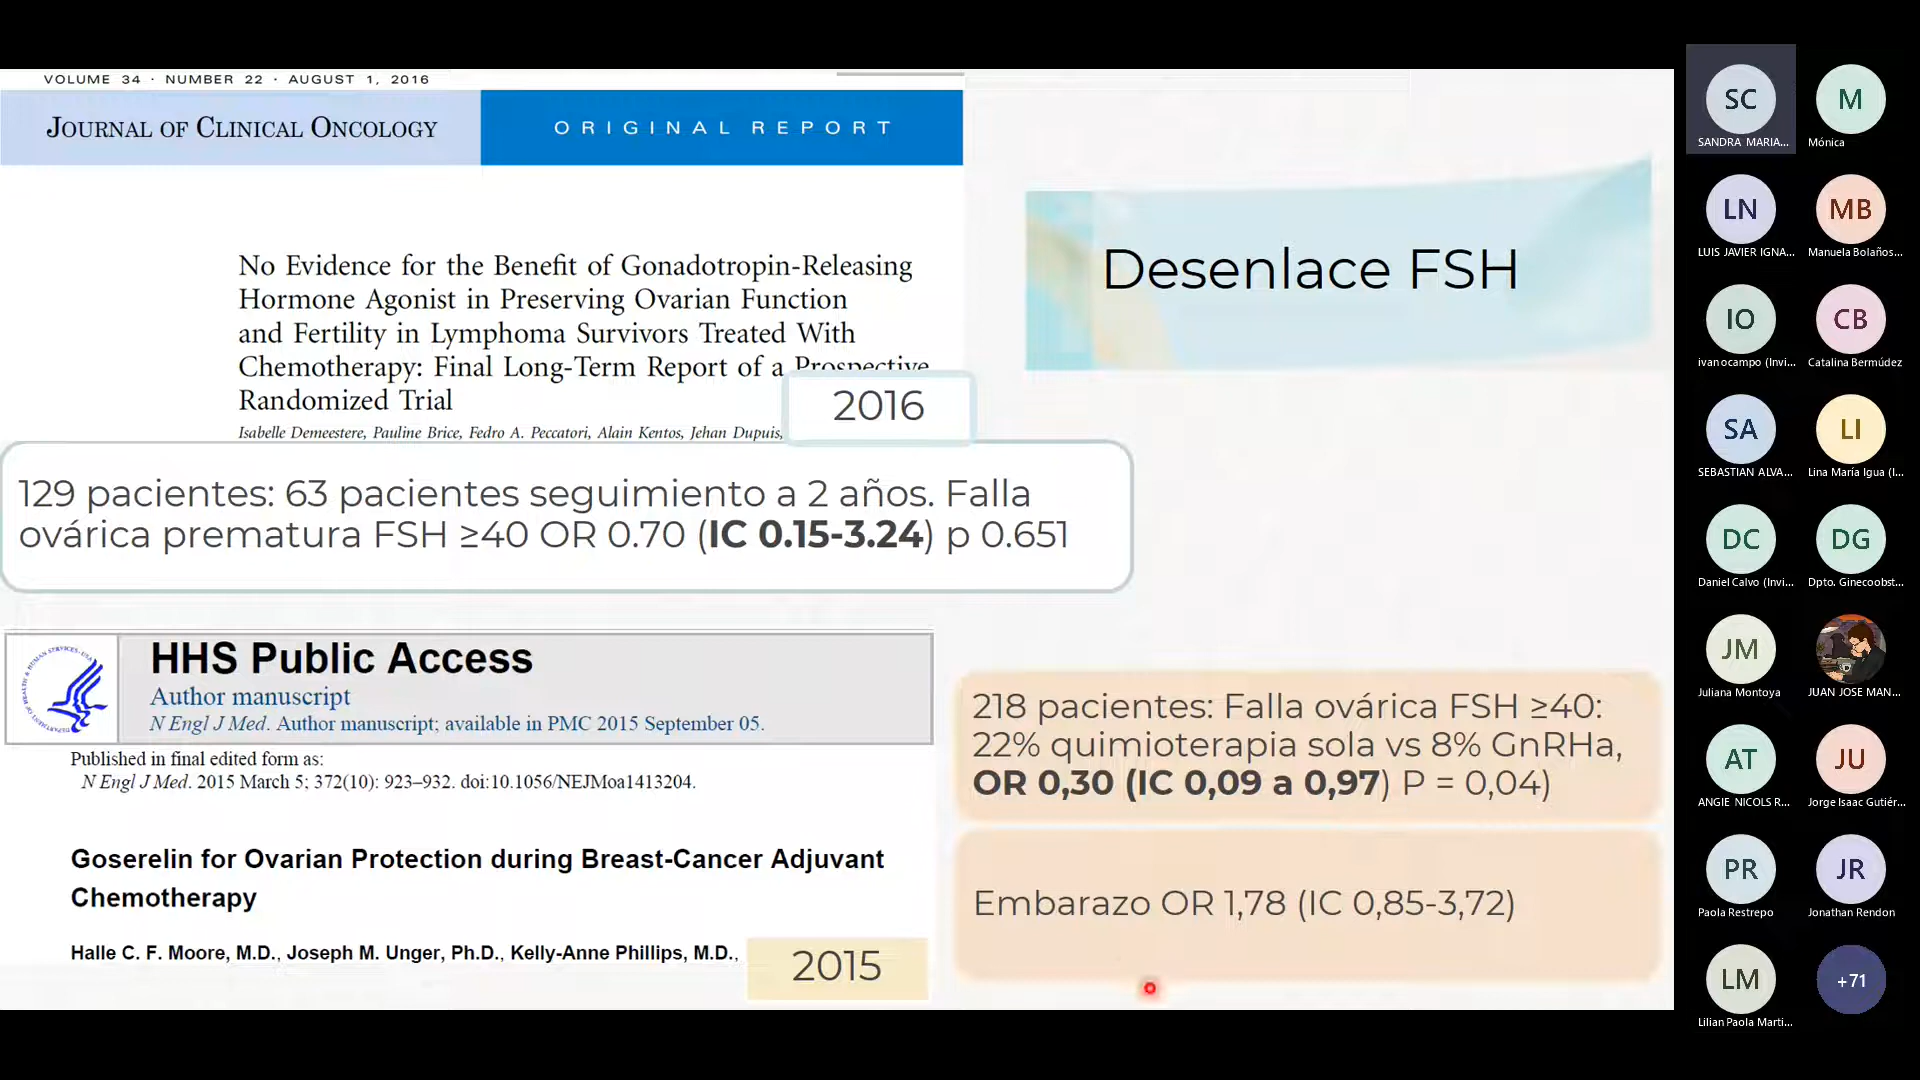 VOLUME 34 · NUMBER 22 · AUGUST 1, 2016
JOURNAL OF CLINICAL ONCOLOGY
ORIGINAL REPORT
No Evidence for the Benefit of Gonadotropin-Releasing
Hormone Agonist in Preserving Ovarian Function
and Fertility in Lymphoma Survivors Treated With
Chemotherapy: Final Long-Term Report of a Prospective
Randomized Trial
Isabelle Demeestere, Pauline Brice, Fedro A. Peccatori, Alain Kentos, Jehan Dupuis,
2016
Desenlace FSH
129 pacientes: 63 pacientes seguimiento a 2 años. Falla
ovárica prematura FSH ≥40 OR 0.70 (IC 0.15-3.24) p 0.651
HHS Public Access
Author manuscript
N Engl J Med. Author manuscript; available in PMC 2015 September 05.
Published in final edited form as:
N Engl J Med. 2015 March 5; 372(10): 923–932. doi:10.1056/NEJMoa1413204.
Goserelin for Ovarian Protection during Breast-Cancer Adjuvant
Chemotherapy
Halle C. F. Moore, M.D., Joseph M. Unger, Ph.D., Kelly-Anne Phillips, M.D.,
2015
218 pacientes: Falla ovárica FSH ≥40:
22% quimioterapia sola vs 8% GnRHa,
OR 0,30 (IC 0,09 a 0,97) P = 0,04)
Embarazo OR 1,78 (IC 0,85-3,72)
SC
SANDRA MARIA...
M
Mónica
LN
LUIS JAVIER IGNA...
MB
Manuela Bolaños...
IO
ivan ocampo (Invi...
CB
Catalina Bermúdez
SA
SEBASTIAN ALVA...
LI
Lina María Igua (I...
DC
Daniel Calvo (Invi...
DG
Dpto. Ginecoobst...
JM
Juliana Montoya
JUAN JOSE MAN...
AT
ANGIE NICOLS R...
JU
Jorge Isaac Gutiér...
PR
Paola Restrepo
JR
Jonathan Rendon
LM
Lilian Paola Marti...
+71